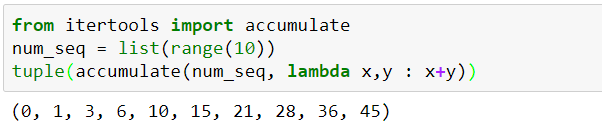 from itertools import accumulate
num_seq = list(range(10))
tuple(accumulate(num_seq, lambda x,y : x+y))
(0, 1, 3, 6, 10, 15, 21, 28, 36, 45)